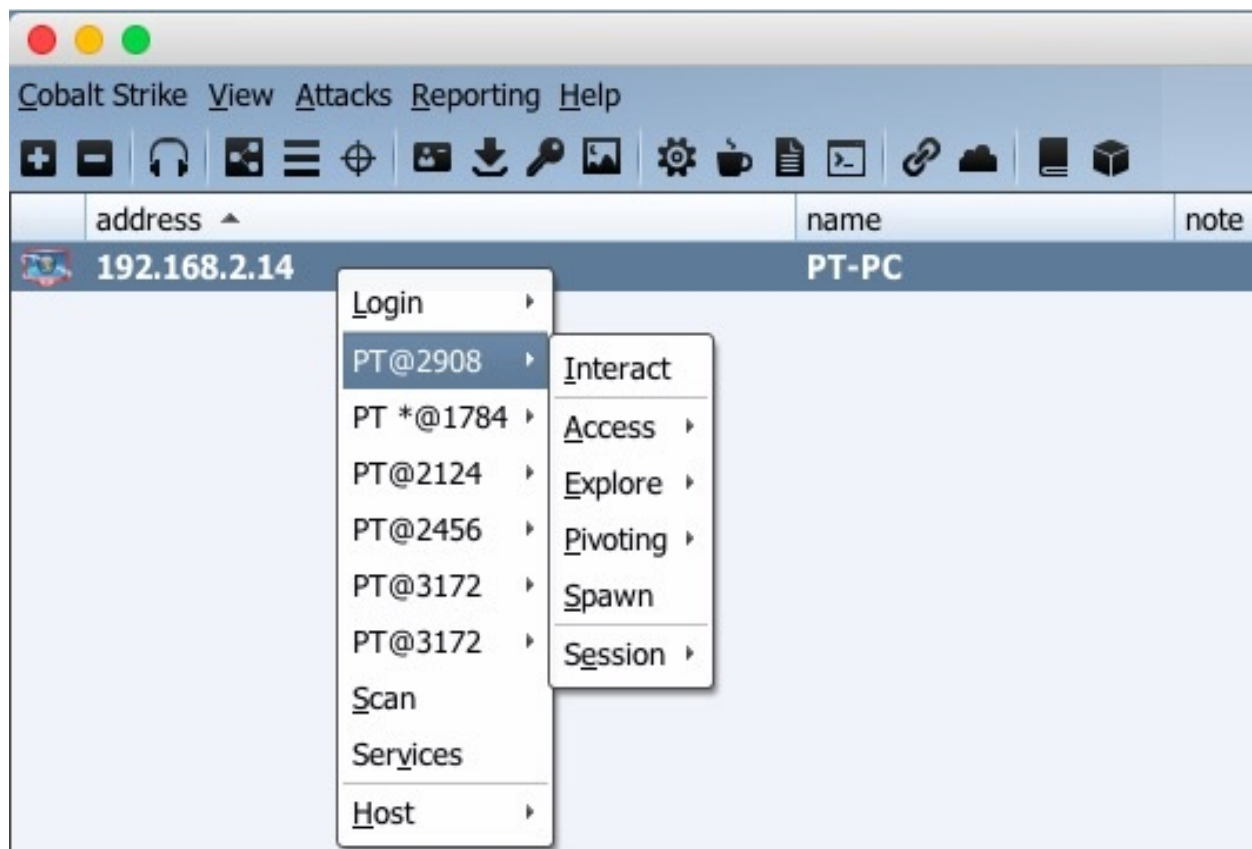 Cobalt Strike View Attacks Reporting Help
address name note
192.168.2.14 PT-PC
Login
PT@2908
PT *@1784
PT@2124
PT@2456
PT@3172
PT@3172
Scan
Services
Host
Interact
Access
Explore
Pivoting
Spawn
Session